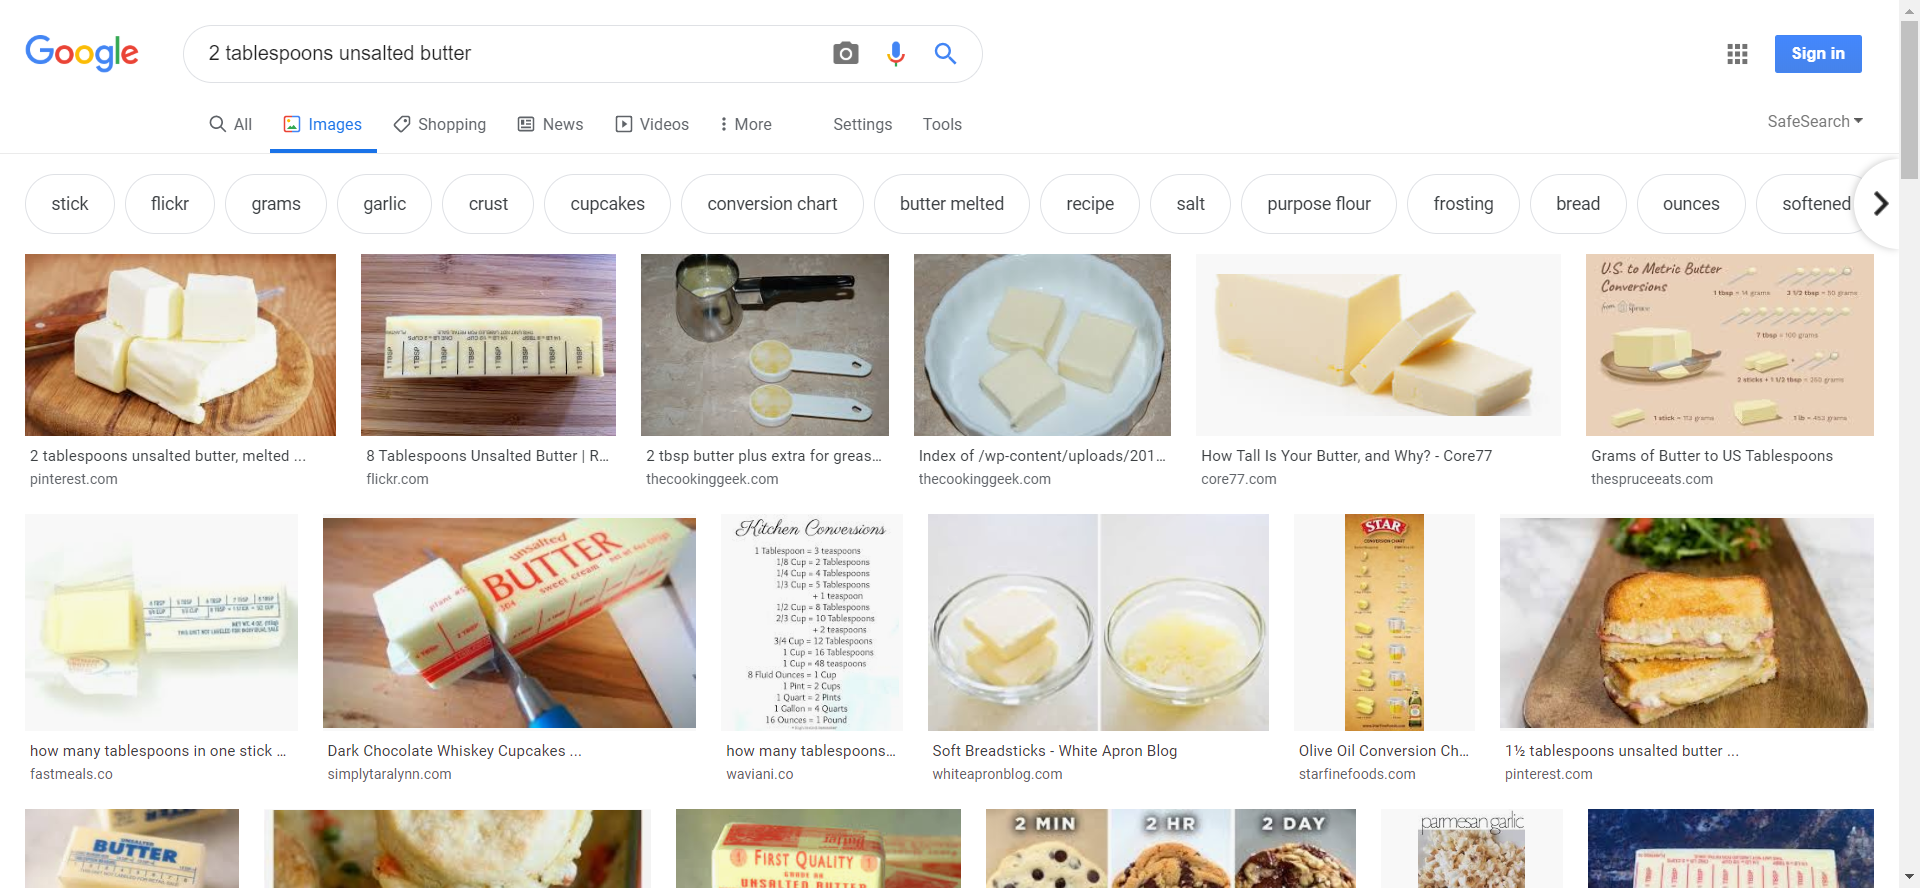 Google
2 tablespoons unsalted butter
Sign in
All
Images
Shopping
News
Videos
More
Settings
Tools
SafeSearch
stick
flickr
grams
garlic
crust
cupcakes
conversion chart
butter melted
recipe
salt
purpose flour
frosting
bread
ounces
softened
U.S. to Metric Butter
Conversions
1 tbsp = 14 grams
3 1/2 tbsp = 50 grams
7 tbsp = 100 grams
2 sticks + 1 1/2 tbsp = 250 grams
1 stick = 113 grams
1 lb = 453 grams
2 tablespoons unsalted butter, melted ...
pinterest.com
8 Tablespoons Unsalted Butter | R...
flickr.com
2 tbsp butter plus extra for greas...
thecookinggeek.com
Index of /wp-content/uploads/201...
thecookinggeek.com
How Tall Is Your Butter, and Why? - Core77
core77.com
Grams of Butter to US Tablespoons
thespruceeats.com
unsalted
BUTTER
sweet cream
Kitchen Conversions
1 Tablespoon = 3 teaspoons
1/8 Cup = 2 Tablespoons
1/4 Cup = 4 Tablespoons
1/3 Cup = 5 Tablespoons
+ 1 teaspoon
1/2 Cup = 8 Tablespoons
2/3 Cup = 10 Tablespoons
+ 2 teaspoons
3/4 Cup = 12 Tablespoons
1 Cup = 16 Tablespoons
1 Cup = 48 teaspoons
8 Fluid Ounces = 1 Cup
1 Pint = 2 Cups
1 Quart = 2 Pints
1 Gallon = 4 Quarts
16 Ounces = 1 Pound
STAR
CONVERSION CHART
how many tablespoons in one stick ...
fastmeals.co
Dark Chocolate Whiskey Cupcakes ...
simplytaralynn.com
how many tablespoons...
waviani.co
Soft Breadsticks - White Apron Blog
whiteapronblog.com
Olive Oil Conversion Ch...
starfinefoods.com
1½ tablespoons unsalted butter ...
pinterest.com
UNSALTED
BUTTER
FIRST QUALITY
UNSALTED BUTTER
2 MIN
2 HR
2 DAY
parmesan garlic